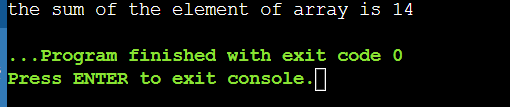 the sum of the element of array is 14
...Program finished with exit code 0
Press ENTER to exit console.